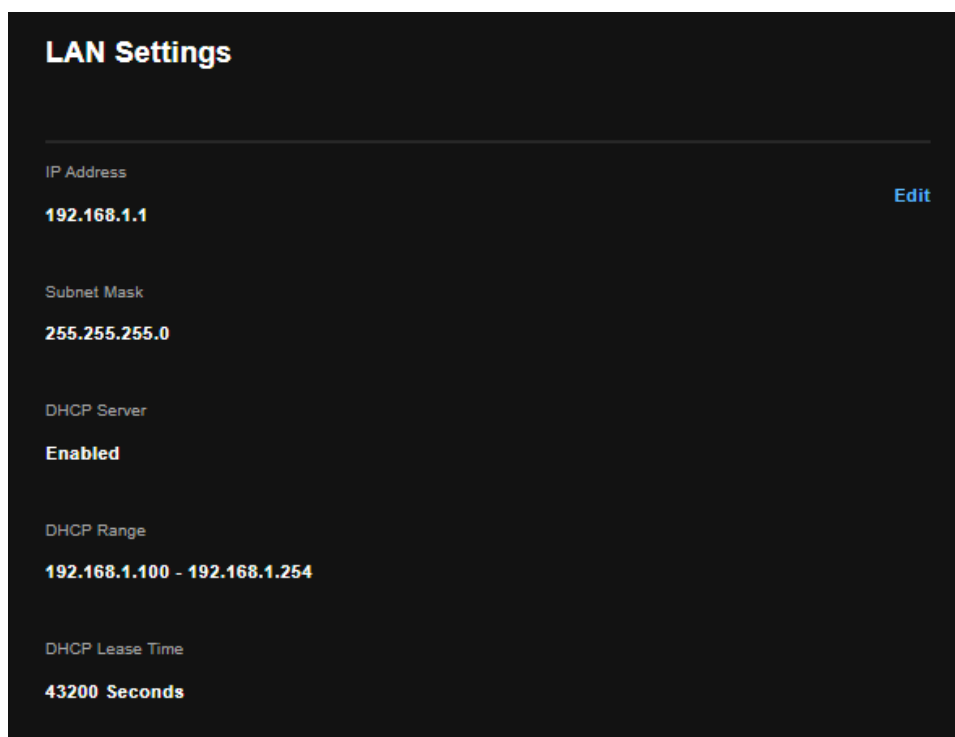 LAN Settings
IP Address
Edit
192.168.1.1
Subnet Mask
255.255.255.0
DHCP Server
Enabled
DHCP Range
192.168.1.100 - 192.168.1.254
DHCP Lease Time
43200 Seconds